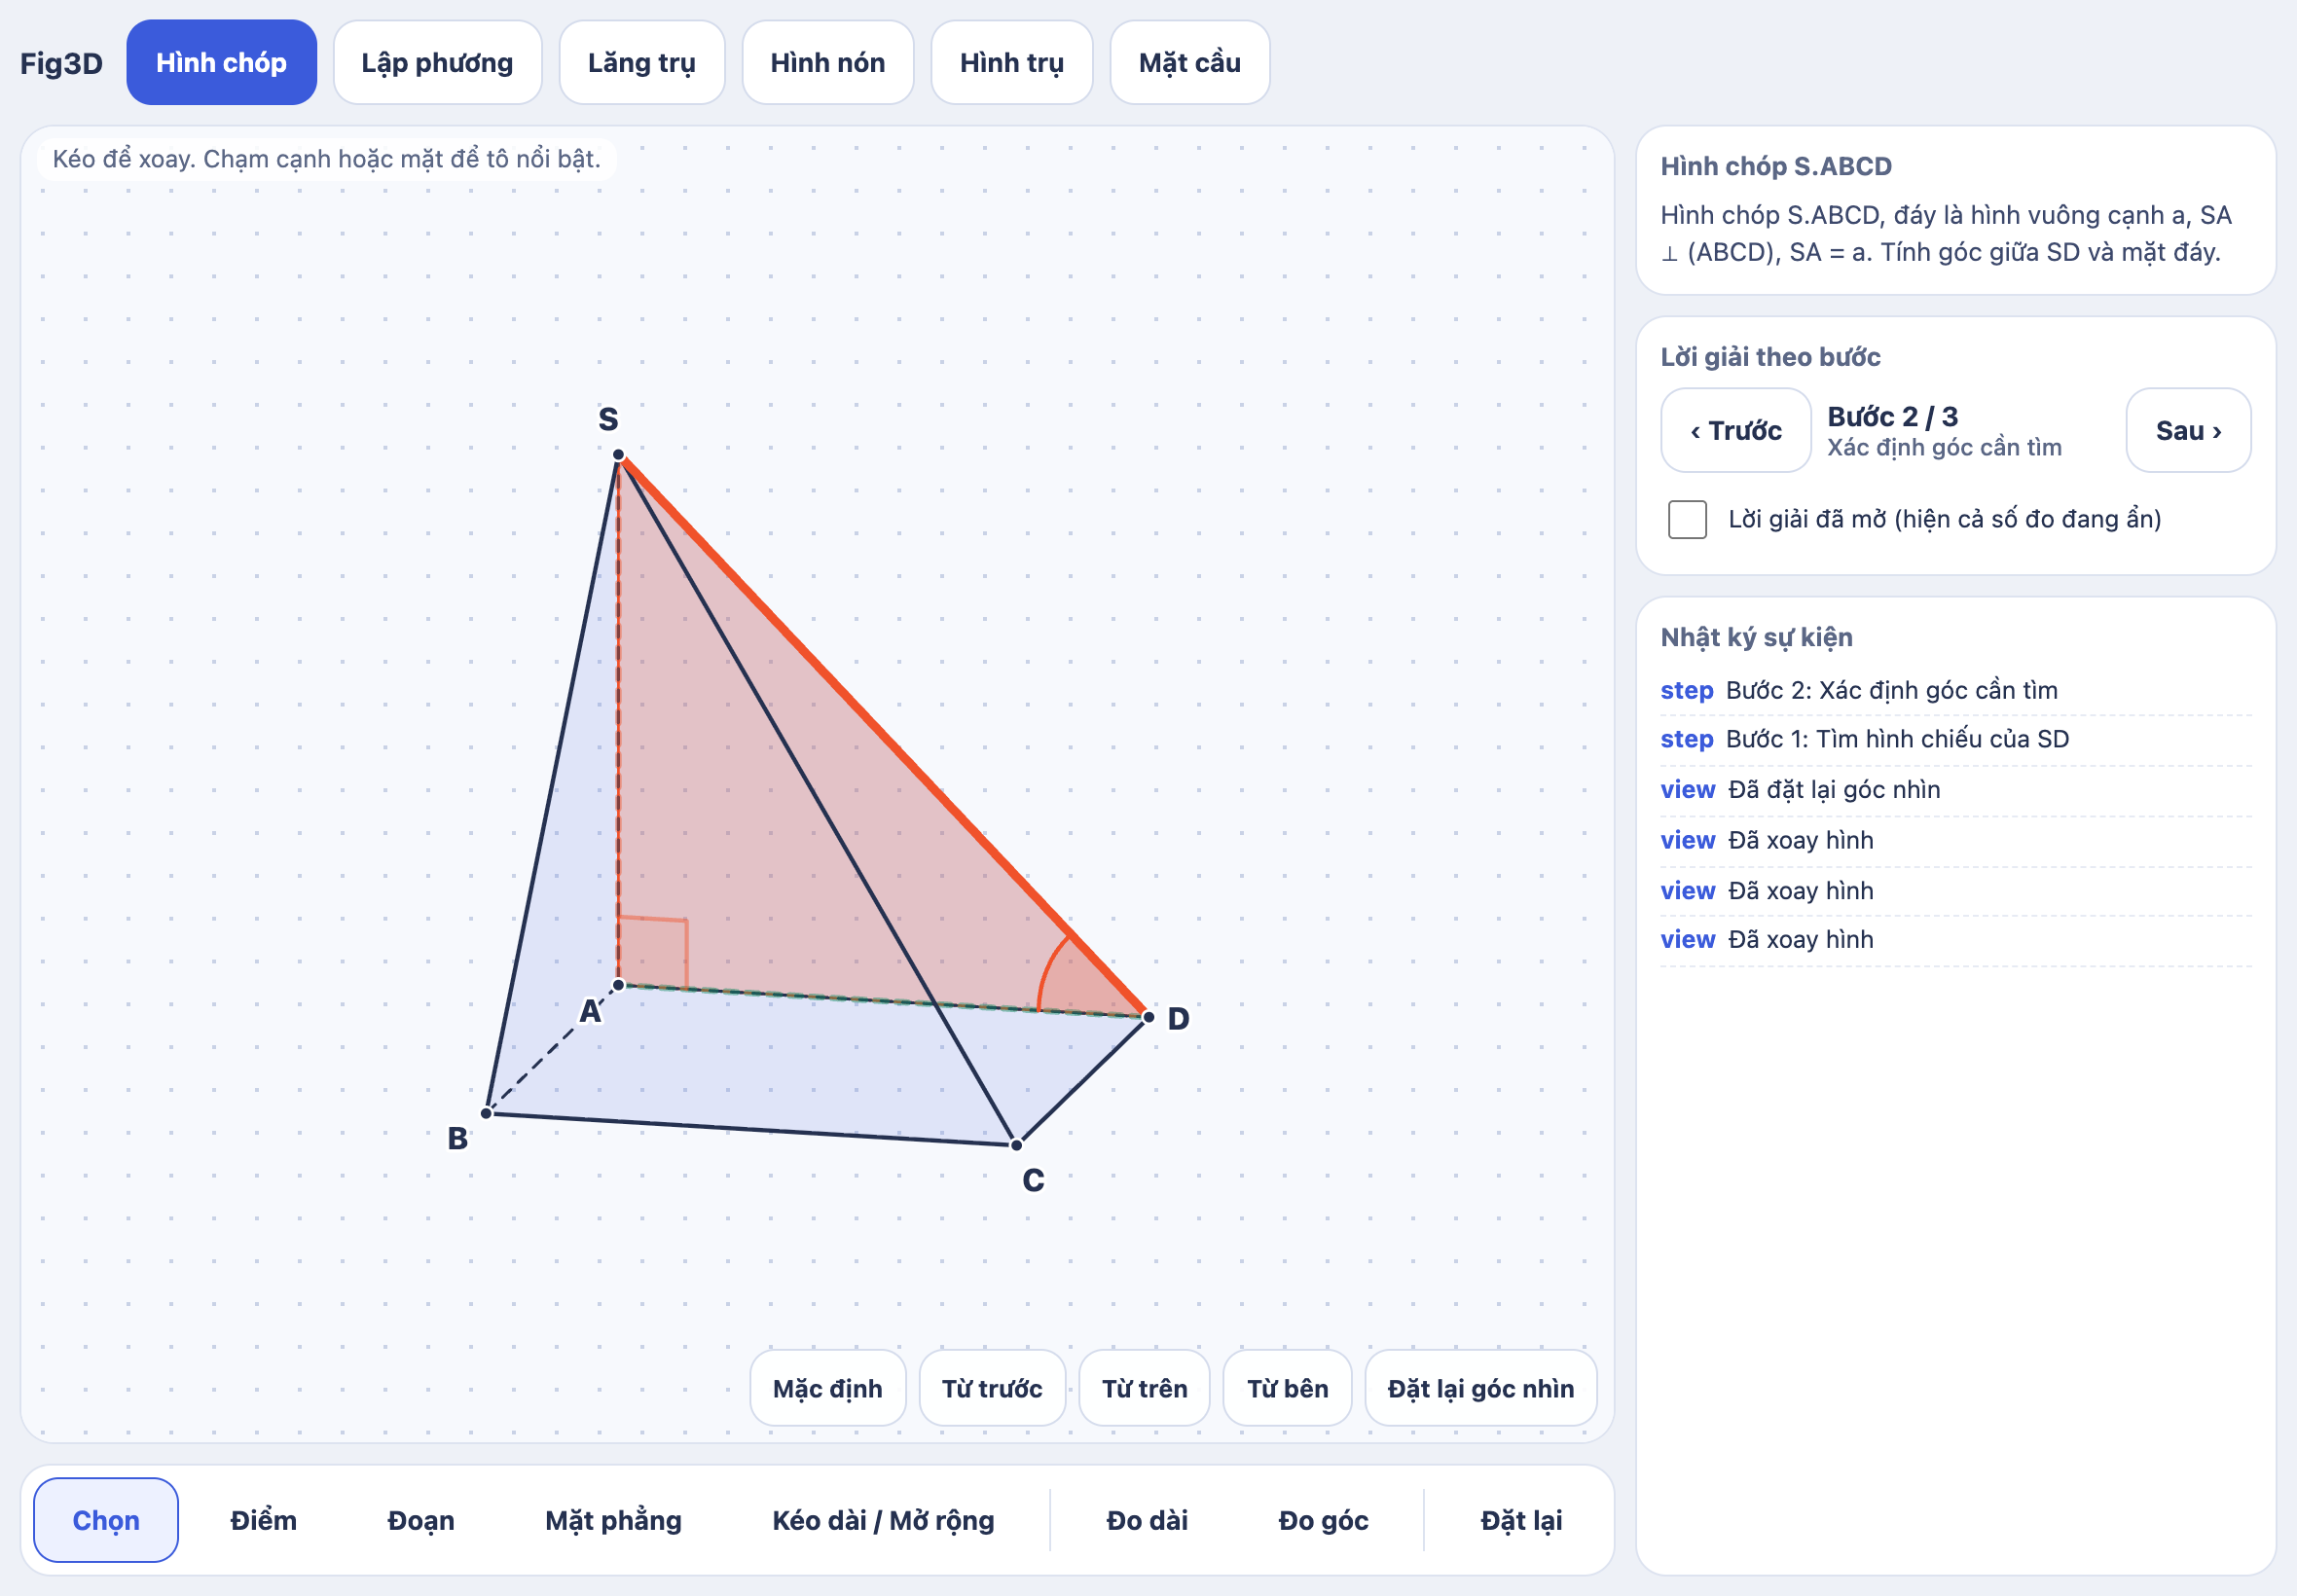 Fig3D
Hình chóp
Lập phương
Lăng trụ
Hình nón
Hình trụ
Mặt cầu
Kéo để xoay. Chạm cạnh hoặc mặt để tô nổi bật.
S
A
D
B
C
Mặc định
Từ trước
Từ trên
Từ bên
Đặt lại góc nhìn
Chọn
Điểm
Đoạn
Mặt phẳng
Kéo dài / Mở rộng
Đo dài
Đo góc
Đặt lại
Hình chóp S.ABCD
Hình chóp S.ABCD, đáy là hình vuông cạnh a, SA
⊥ (ABCD), SA = a. Tính góc giữa SD và mặt đáy.
Lời giải theo bước
‹ Trước
Bước 2 / 3
Xác định góc cần tìm
Sau ›
Lời giải đã mở (hiện cả số đo đang ẩn)
Nhật ký sự kiện
step Bước 2: Xác định góc cần tìm
step Bước 1: Tìm hình chiếu của SD
view Đã đặt lại góc nhìn
view Đã xoay hình
view Đã xoay hình
view Đã xoay hình